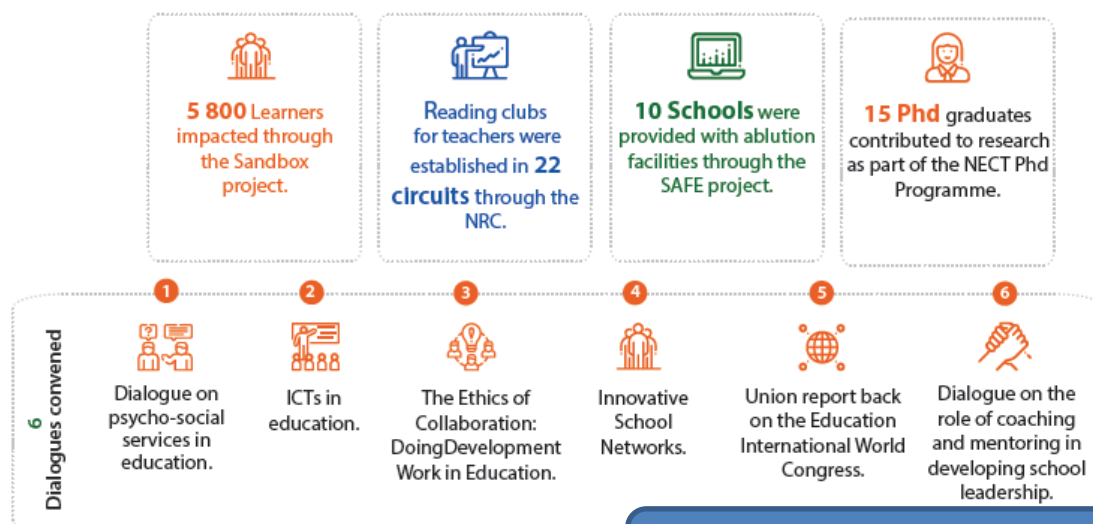 5 800 Learners
impacted through
the Sandbox
project.
Reading clubs
for teachers were
established in 22
circuits through the
NRC.
10 Schools were
provided with ablution
facilities through the
SAFE project.
15 Phd graduates
contributed to research
as part of the NECT Phd
Programme.
6
Dialogues convened
1
Dialogue on
psycho-social
services in
education.
2
ICTs in
education.
3
The Ethics of
Collaboration:
DoingDevelopment
Work in Education.
4
Innovative
School
Networks.
5
Union report back
on the Education
International World
Congress.
6
Dialogue on the
role of coaching
and mentoring in
developing school
leadership.